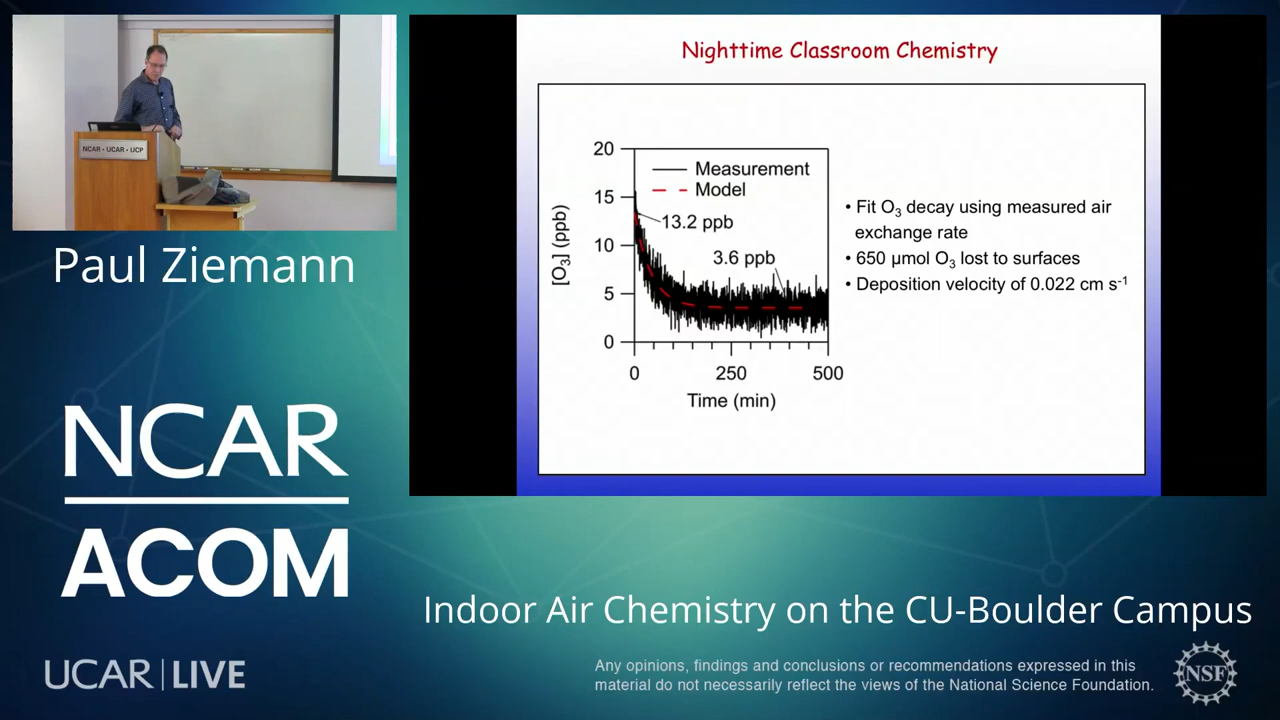 NCAR • UCAR • UCP
Paul Ziemann
NCAR
ACOM
UCAR | LIVE
Nighttime Classroom Chemistry
20
15
10
5
0
[O₃] (ppb)
Measurement
Model
13.2 ppb
3.6 ppb
0
250
500
Time (min)
• Fit O₃ decay using measured air
exchange rate
• 650 μmol O₃ lost to surfaces
• Deposition velocity of 0.022 cm s⁻¹
Indoor Air Chemistry on the CU-Boulder Campus
Any opinions, findings and conclusions or recommendations expressed in this
material do not necessarily reflect the views of the National Science Foundation.
NSF